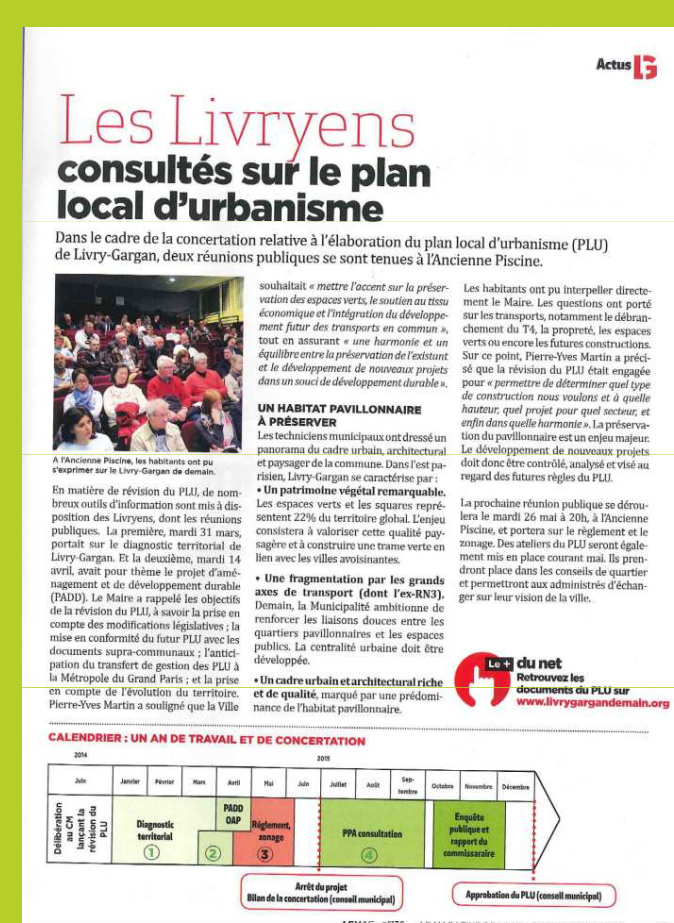 Actus LG
Les Livryens
consultés sur le plan
local d'urbanisme
Dans le cadre de la concertation relative à l'élaboration du plan local d'urbanisme (PLU)
de Livry-Gargan, deux réunions publiques se sont tenues à l'Ancienne Piscine.
A l'Ancienne Piscine, les habitants ont pu
s'exprimer sur le Livry-Gargan de demain.
En matière de révision du PLU, de nom-
breux outils d'information sont mis à dis-
position des Livryens, dont les réunions
publiques. La première, mardi 31 mars,
portait sur le diagnostic territorial de
Livry-Gargan. Et la deuxième, mardi 14
avril, avait pour thème le projet d'amé-
nagement et de développement durable
(PADD). Le Maire a rappelé les objectifs
de la révision du PLU, à savoir la prise en
compte des modifications législatives ; la
mise en conformité du futur PLU avec les
documents supra-communaux ; l'antici-
pation du transfert de gestion des PLU à
la Métropole du Grand Paris ; et la prise
en compte de l'évolution du territoire.
Pierre-Yves Martin a souligné que la Ville
souhaitait « mettre l'accent sur la préser-
vation des espaces verts, le soutien au tissu
économique et l'intégration du développe-
ment futur des transports en commun »,
tout en assurant « une harmonie et un
équilibre entre la préservation de l'existant
et le développement de nouveaux projets
dans un souci de développement durable ».
UN HABITAT PAVILLONNAIRE
À PRÉSERVER
Les techniciens municipaux ont dressé un
panorama du cadre urbain, architectural
et paysager de la commune. Dans l'est pa-
risien, Livry-Gargan se caractérise par :
• Un patrimoine végétal remarquable.
Les espaces verts et les squares repré-
sentent 22% du territoire global. L'enjeu
consistera à valoriser cette qualité pay-
sagère et à construire une trame verte en
lien avec les villes avoisinantes.
• Une fragmentation par les grands
axes de transport (dont l'ex-RN3).
Demain, la Municipalité ambitionne de
renforcer les liaisons douces entre les
quartiers pavillonnaires et les espaces
publics. La centralité urbaine doit être
développée.
• Un cadre urbain et architectural riche
et de qualité, marqué par une prédomi-
nance de l'habitat pavillonnaire.
Les habitants ont pu interpeller directe-
ment le Maire. Les questions ont porté
sur les transports, notamment le débran-
chement du T4, la propreté, les espaces
verts ou encore les futures constructions.
Sur ce point, Pierre-Yves Martin a préci-
sé que la révision du PLU était engagée
pour « permettre de déterminer quel type
de construction nous voulons et à quelle
hauteur, quel projet pour quel secteur, et
enfin dans quelle harmonie ». La préserva-
tion du pavillonnaire est un enjeu majeur.
Le développement de nouveaux projets
doit donc être contrôlé, analysé et visé au
regard des futures règles du PLU.
La prochaine réunion publique se dérou-
lera le mardi 26 mai à 20h, à l'Ancienne
Piscine, et portera sur le règlement et le
zonage. Des ateliers du PLU seront égale-
ment mis en place courant mai. Ils pren-
dront place dans les conseils de quartier
et permettront aux administrés d'échan-
ger sur leur vision de la ville.
Le + du net
Retrouvez les
documents du PLU sur
www.livrygargandemain.org
CALENDRIER : UN AN DE TRAVAIL ET DE CONCERTATION
2014 2015
Juin Janvier Février Mars Avril Mai Juin Juillet Août Sep-
tembre Octobre Novembre Décembre
Délibération
au CM
lançant la
révision du
PLU
Diagnostic
territorial
1
PADD
OAP
2
Réglement,
zonage
3
PPA consultation
4
Enquête
publique et
rapport du
commissaraire
Arrêt du projet
Bilan de la concertation (conseil municipal)
Approbation du PLU (conseil municipal)